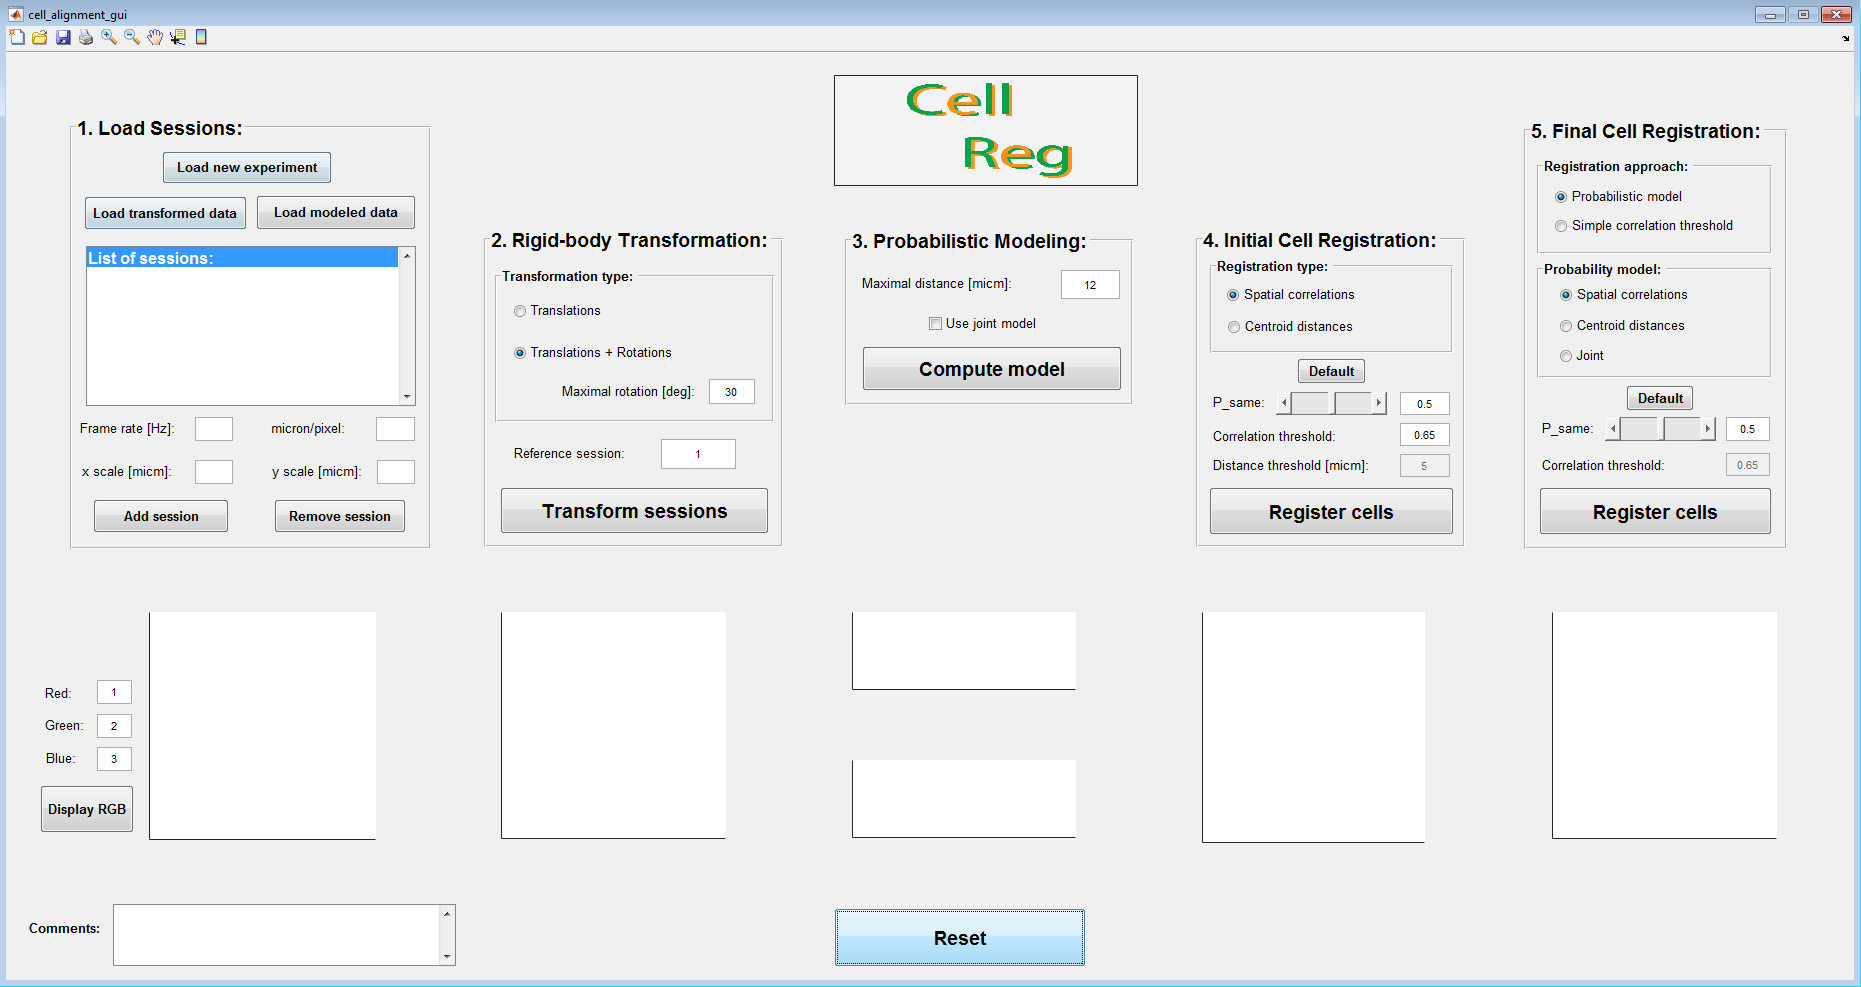 cell_alignment_gui
Cell
Reg
1. Load Sessions:
Load new experiment
Load transformed data
Load modeled data
List of sessions:
Frame rate [Hz]:
micron/pixel:
x scale [micm]:
y scale [micm]:
Add session
Remove session
2. Rigid-body Transformation:
Transformation type:
Translations
Translations + Rotations
Maximal rotation [deg]: 30
Reference session: 1
Transform sessions
3. Probabilistic Modeling:
Maximal distance [micm]: 12
Use joint model
Compute model
4. Initial Cell Registration:
Registration type:
Spatial correlations
Centroid distances
Default
P_same: 0.5
Correlation threshold: 0.65
Distance threshold [micm]: 5
Register cells
5. Final Cell Registration:
Registration approach:
Probabilistic model
Simple correlation threshold
Probability model:
Spatial correlations
Centroid distances
Joint
Default
P_same: 0.5
Correlation threshold: 0.65
Register cells
Red: 1
Green: 2
Blue: 3
Display RGB
Comments:
Reset